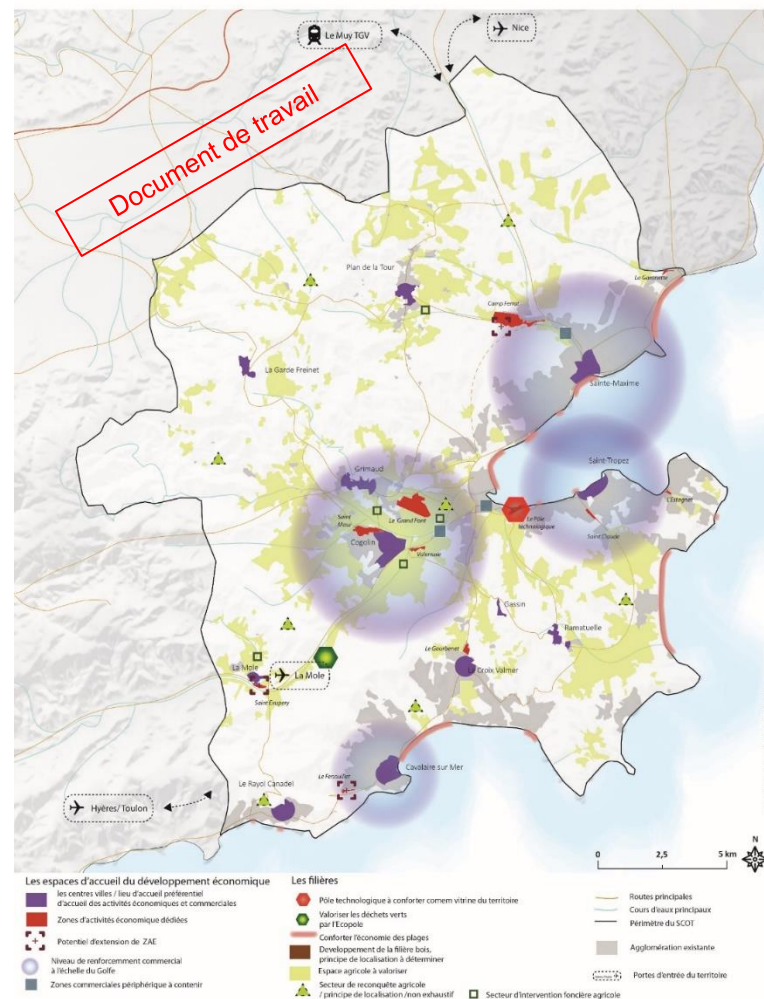 Le Muy TGV
Nice
Document de travail
Plan de la Tour
Camp Ferrat
La Garde Freinet
Sainte-Maxime
Grimaud
Saint-Tropez
Saint Maur
Le Grand Pont
Le Pôle
technologique
Saint Claude
Cogolin
Valensole
Gassin
Ramatuelle
Le Gourbenet
La Croix Valmer
La Mole
La Mole
Saint Exupery
Cavalaire sur Mer
Le Fenouillet
Le Rayol Canadel
Hyères/ Toulon
N
0 2,5 5 km
Les espaces d'accueil du développement économique
les centres villes / lieu d'accueil préférentiel
d'accueil des activités économiques et commerciales
Zones d'activités économique dédiées
Potentiel d'extension de ZAE
Niveau de renforcement commercial
à l'échelle du Golfe
Zones commerciales périphérique à contenir
Les filières
Pôle technologique à conforter comem vitrine du territoire
Valoriser les déchets verts
par l'Ecopole
Conforter l'économie des plages
Developement de la filière bois,
principe de localisation à déterminer
Espace agricole à valoriser
Secteur de reconquête agricole
/ principe de localisation /non exhaustif
Secteur d'Intervention foncière agricole
Routes principales
Cours d'eaux principaux
Périmètre du SCOT
Agglomération existante
Portes d'entrée du territoire